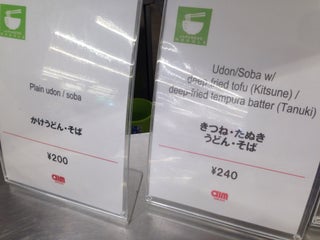 Plain udon / soba
かけうどん・そば
¥200
Udon/Soba w/
deep-fried tofu (Kitsune) /
deep-fried tempura batter (Tanuki)
きつね・たぬき
うどん・そば
¥240